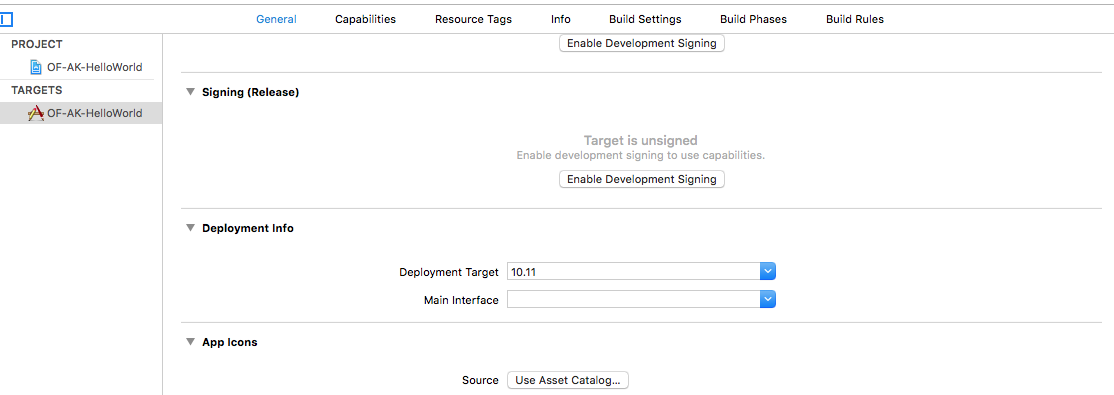 General Capabilities Resource Tags Info Build Settings Build Phases Build Rules
PROJECT
OF-AK-HelloWorld
TARGETS
OF-AK-HelloWorld
Enable Development Signing
Signing (Release)
Target is unsigned
Enable development signing to use capabilities.
Enable Development Signing
Deployment Info
Deployment Target 10.11
Main Interface
App Icons
Source Use Asset Catalog...